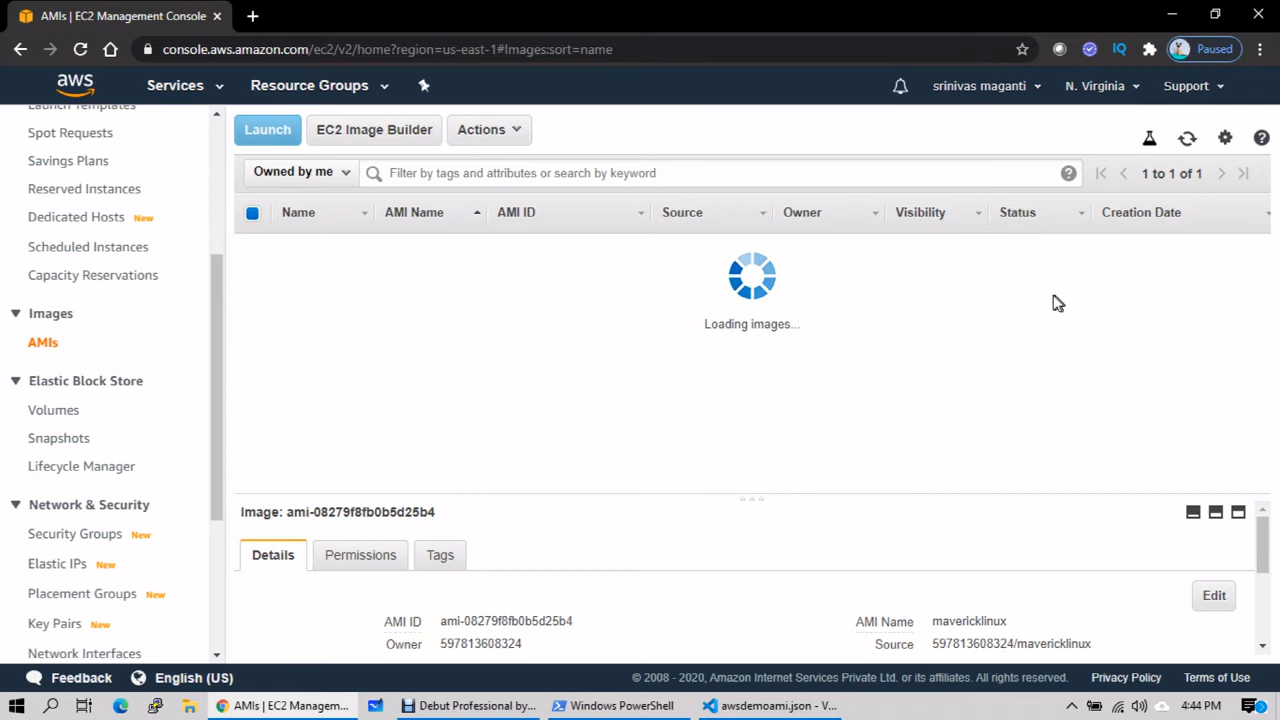 AMIs | EC2 Management Console
console.aws.amazon.com/ec2/v2/home?region=us-east-1#Images:sort=name
IQ
Paused
aws
Services
Resource Groups
srinivas maganti
N. Virginia
Support
Launch Templates
Spot Requests
Savings Plans
Reserved Instances
Dedicated Hosts New
Scheduled Instances
Capacity Reservations
Images
AMIs
Elastic Block Store
Volumes
Snapshots
Lifecycle Manager
Network & Security
Security Groups New
Elastic IPs New
Placement Groups New
Key Pairs New
Network Interfaces
Launch
EC2 Image Builder
Actions
Owned by me
Filter by tags and attributes or search by keyword
1 to 1 of 1
Name
AMI Name
AMI ID
Source
Owner
Visibility
Status
Creation Date
Loading images...
Image: ami-08279f8fb0b5d25b4
Details
Permissions
Tags
Edit
AMI ID ami-08279f8fb0b5d25b4
AMI Name mavericklinux
Owner 597813608324
Source 597813608324/mavericklinux
Feedback
English (US)
© 2008 - 2020, Amazon Internet Services Private Ltd. or its affiliates. All rights reserved.
Privacy Policy
Terms of Use
AMIs | EC2 Managem...
Debut Professional by...
Windows PowerShell
awsdemoami.json - V...
4:44 PM